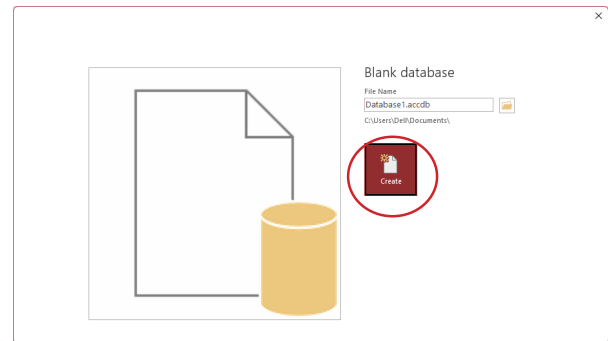 Blank database
File Name
Database1.accdb
C:\Users\Dell\Documents\
Create